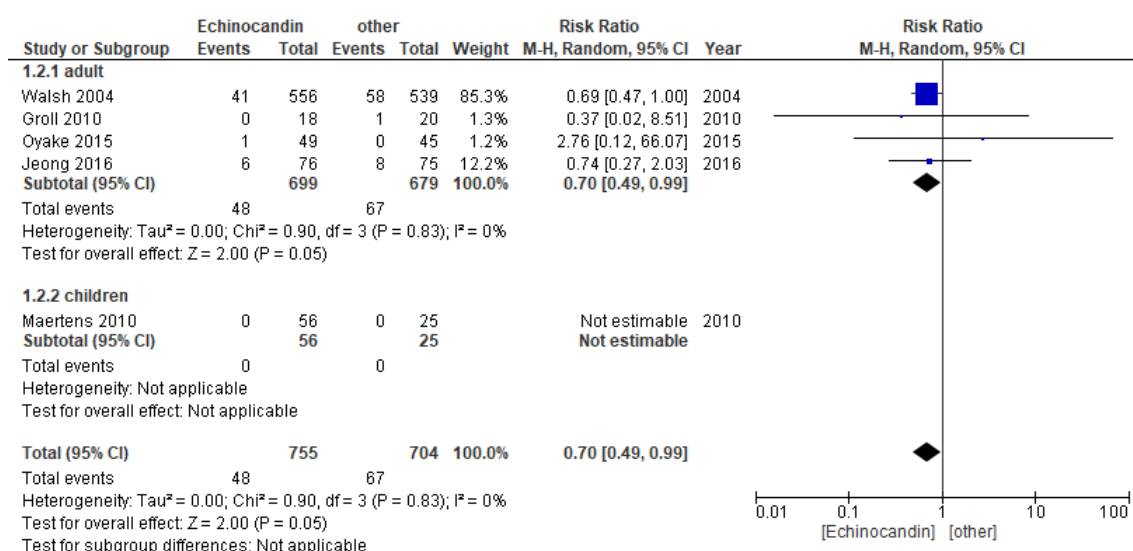 Echinocandin other Risk Ratio Risk Ratio
Study or Subgroup Events Total Events Total Weight M-H, Random, 95% CI Year M-H, Random, 95% CI
1.2.1 adult
Walsh 2004 41 556 58 539 85.3% 0.69 [0.47, 1.00] 2004
Groll 2010 0 18 1 20 1.3% 0.37 [0.02, 8.51] 2010
Oyake 2015 1 49 0 45 1.2% 2.76 [0.12, 66.07] 2015
Jeong 2016 6 76 8 75 12.2% 0.74 [0.27, 2.03] 2016
Subtotal (95% CI) 699 679 100.0% 0.70 [0.49, 0.99]
Total events 48 67
Heterogeneity: Tau² = 0.00; Chi² = 0.90, df = 3 (P = 0.83); I² = 0%
Test for overall effect: Z = 2.00 (P = 0.05)
1.2.2 children
Maertens 2010 0 56 0 25 Not estimable 2010
Subtotal (95% CI) 56 25 Not estimable
Total events 0 0
Heterogeneity: Not applicable
Test for overall effect: Not applicable
Total (95% CI) 755 704 100.0% 0.70 [0.49, 0.99]
Total events 48 67
Heterogeneity: Tau² = 0.00; Chi² = 0.90, df = 3 (P = 0.83); I² = 0%
Test for overall effect: Z = 2.00 (P = 0.05)
Test for subgroup differences: Not applicable
0.01 0.1 1 10 100
[Echinocandin] [other]